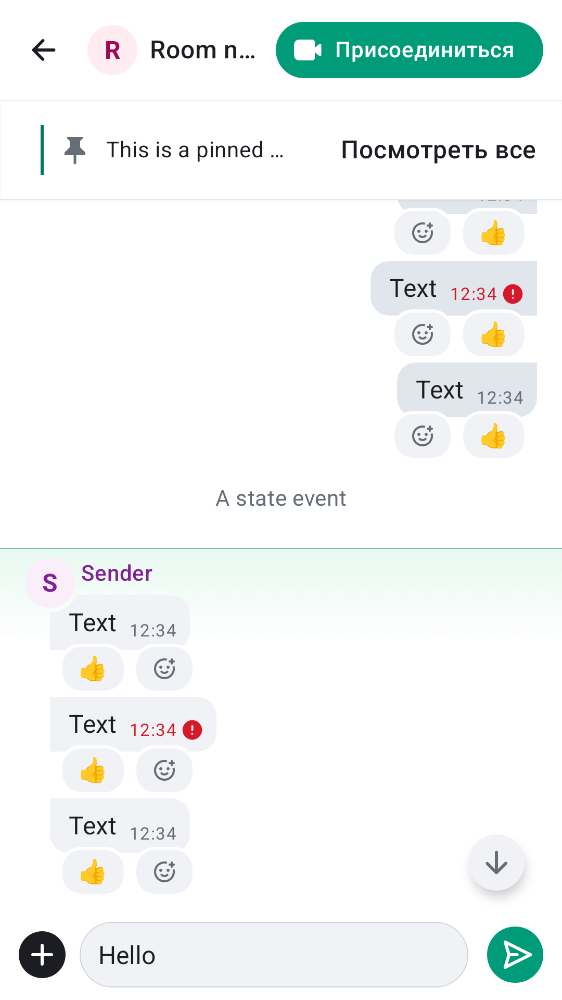 R
Room n…
Присоединиться
This is a pinned …
Посмотреть все
Text 12:34
Text 12:34
A state event
S
Sender
Text 12:34
Text 12:34
Text 12:34
Hello